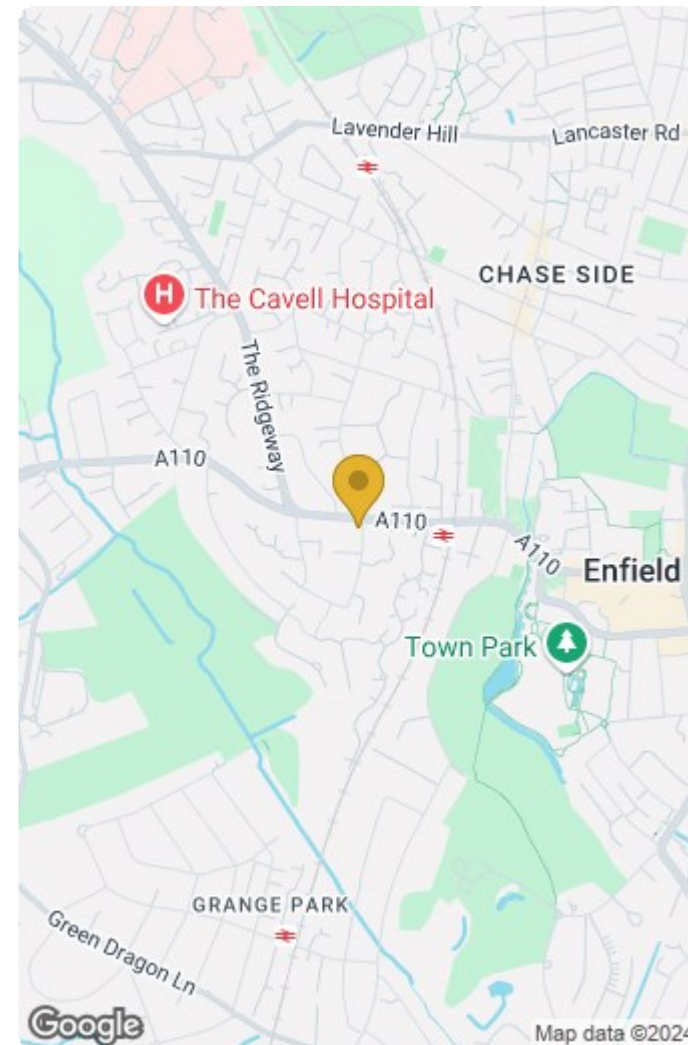 Lavender Hill
Lancaster Rd
CHASE SIDE
H
The Cavell Hospital
The Ridgeway
A110
A110
A110
Enfield
Town Park
GRANGE PARK
Green Dragon Ln
Google
Map data ©2024